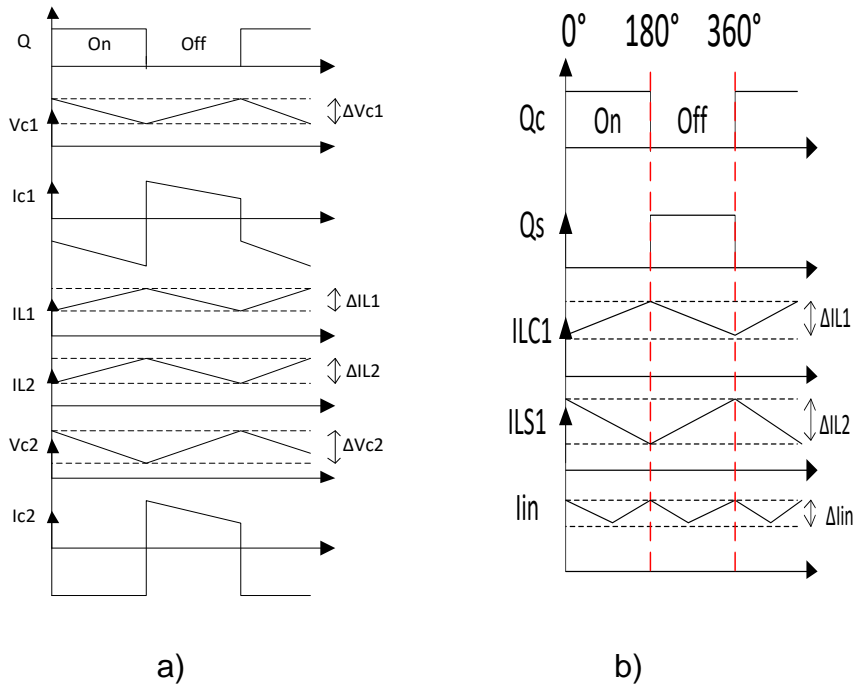 Q
On
Off
ΔVc1
Vc1
Ic1
IL1
ΔIL1
IL2
ΔIL2
Vc2
ΔVc2
Ic2
a)
0° 180° 360°
Qc
On
Off
Qs
ILC1
ΔIL1
ILS1
ΔIL2
Iin
ΔIin
b)